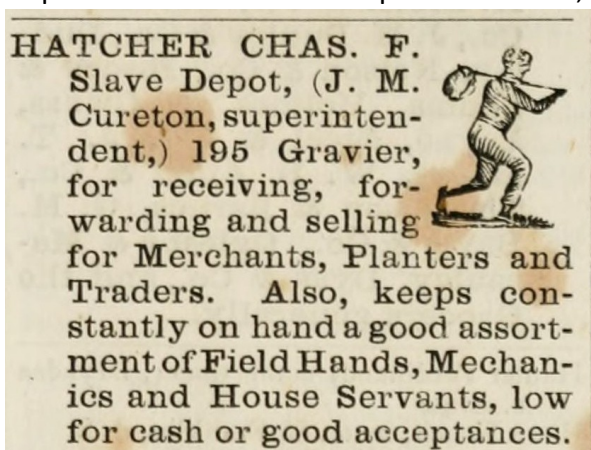 HATCHER CHAS. F.
Slave Depot, (J. M.
Cureton, superinten-
dent,) 195 Gravier,
for receiving, for-
warding and selling
for Merchants, Planters and
Traders. Also, keeps con-
stantly on hand a good assort-
ment of Field Hands, Mechan-
ics and House Servants, low
for cash or good acceptances.